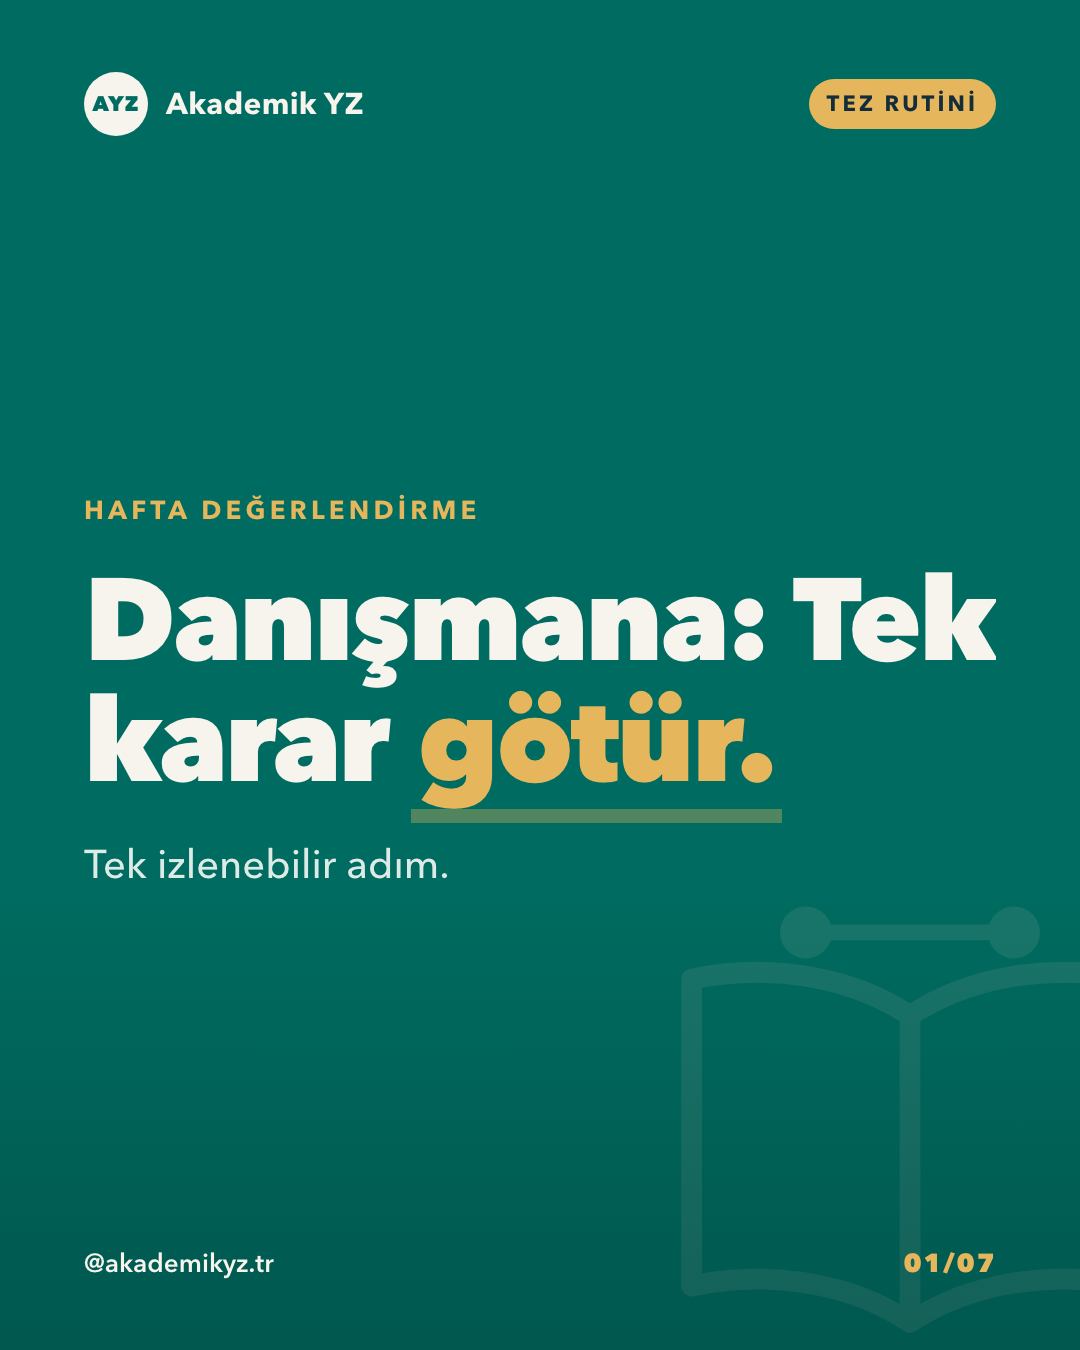 AYZ Akademik YZ
TEZ RUTİNİ
HAFTA DEĞERLENDİRME
Danışmana: Tek
karar götür.
Tek izlenebilir adım.
@akademikyz.tr
01/07